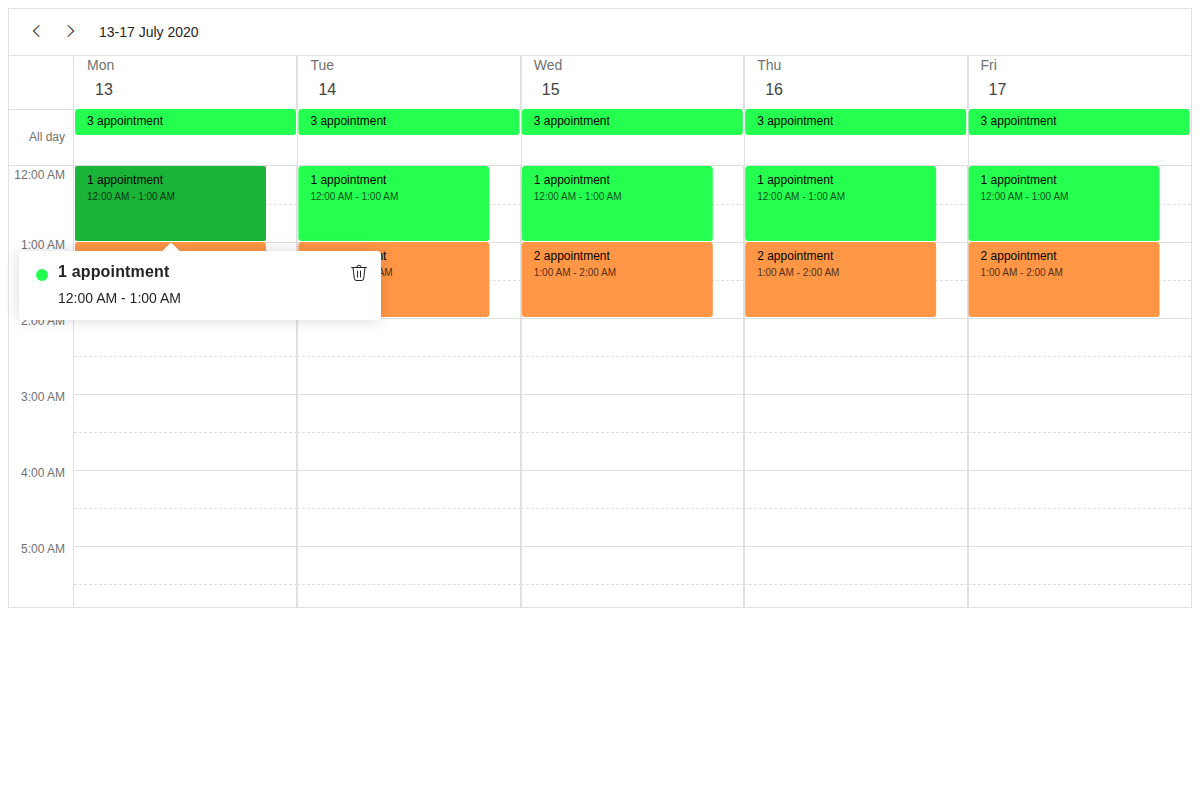 13-17 July 2020
Mon Tue Wed Thu Fri
13 14 15 16 17
All day
3 appointment 3 appointment 3 appointment 3 appointment 3 appointment
12:00 AM
1 appointment 1 appointment 1 appointment 1 appointment 1 appointment
12:00 AM - 1:00 AM 12:00 AM - 1:00 AM 12:00 AM - 1:00 AM 12:00 AM - 1:00 AM 12:00 AM - 1:00 AM
1:00 AM
2 appointment 2 appointment 2 appointment
1:00 AM - 2:00 AM 1:00 AM - 2:00 AM 1:00 AM - 2:00 AM
1 appointment
12:00 AM - 1:00 AM
AM
2:00 AM
3:00 AM
4:00 AM
5:00 AM